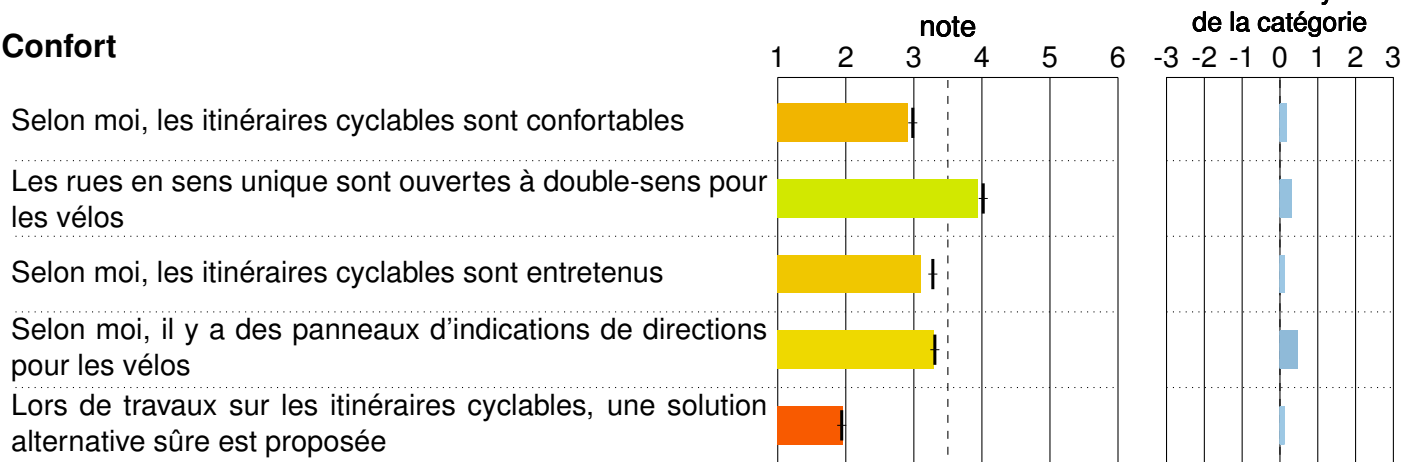 note
de la catégorie
Confort
1 2 3 4 5 6
-3 -2 -1 0 1 2 3
Selon moi, les itinéraires cyclables sont confortables
Les rues en sens unique sont ouvertes à double-sens pour
les vélos
Selon moi, les itinéraires cyclables sont entretenus
Selon moi, il y a des panneaux d'indications de directions
pour les vélos
Lors de travaux sur les itinéraires cyclables, une solution
alternative sûre est proposée